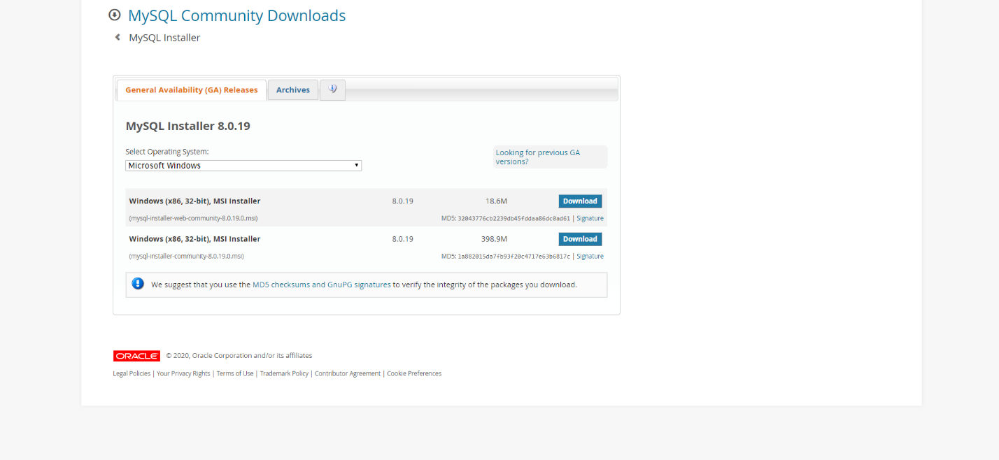 MySQL Community Downloads
MySQL Installer
General Availability (GA) Releases
Archives
MySQL Installer 8.0.19
Select Operating System:
Microsoft Windows
Looking for previous GA
versions?
Windows (x86, 32-bit), MSI Installer 8.0.19 18.6M Download
(mysql-installer-web-community-8.0.19.0.msi) MD5: 32043776cb2239db45fddaa86dc0ad61 | Signature
Windows (x86, 32-bit), MSI Installer 8.0.19 398.9M Download
(mysql-installer-community-8.0.19.0.msi) MD5: 1a882015da7fb93f20c4717e63b6817c | Signature
We suggest that you use the MD5 checksums and GnuPG signatures to verify the integrity of the packages you download.
ORACLE © 2020, Oracle Corporation and/or its affiliates
Legal Policies | Your Privacy Rights | Terms of Use | Trademark Policy | Contributor Agreement | Cookie Preferences